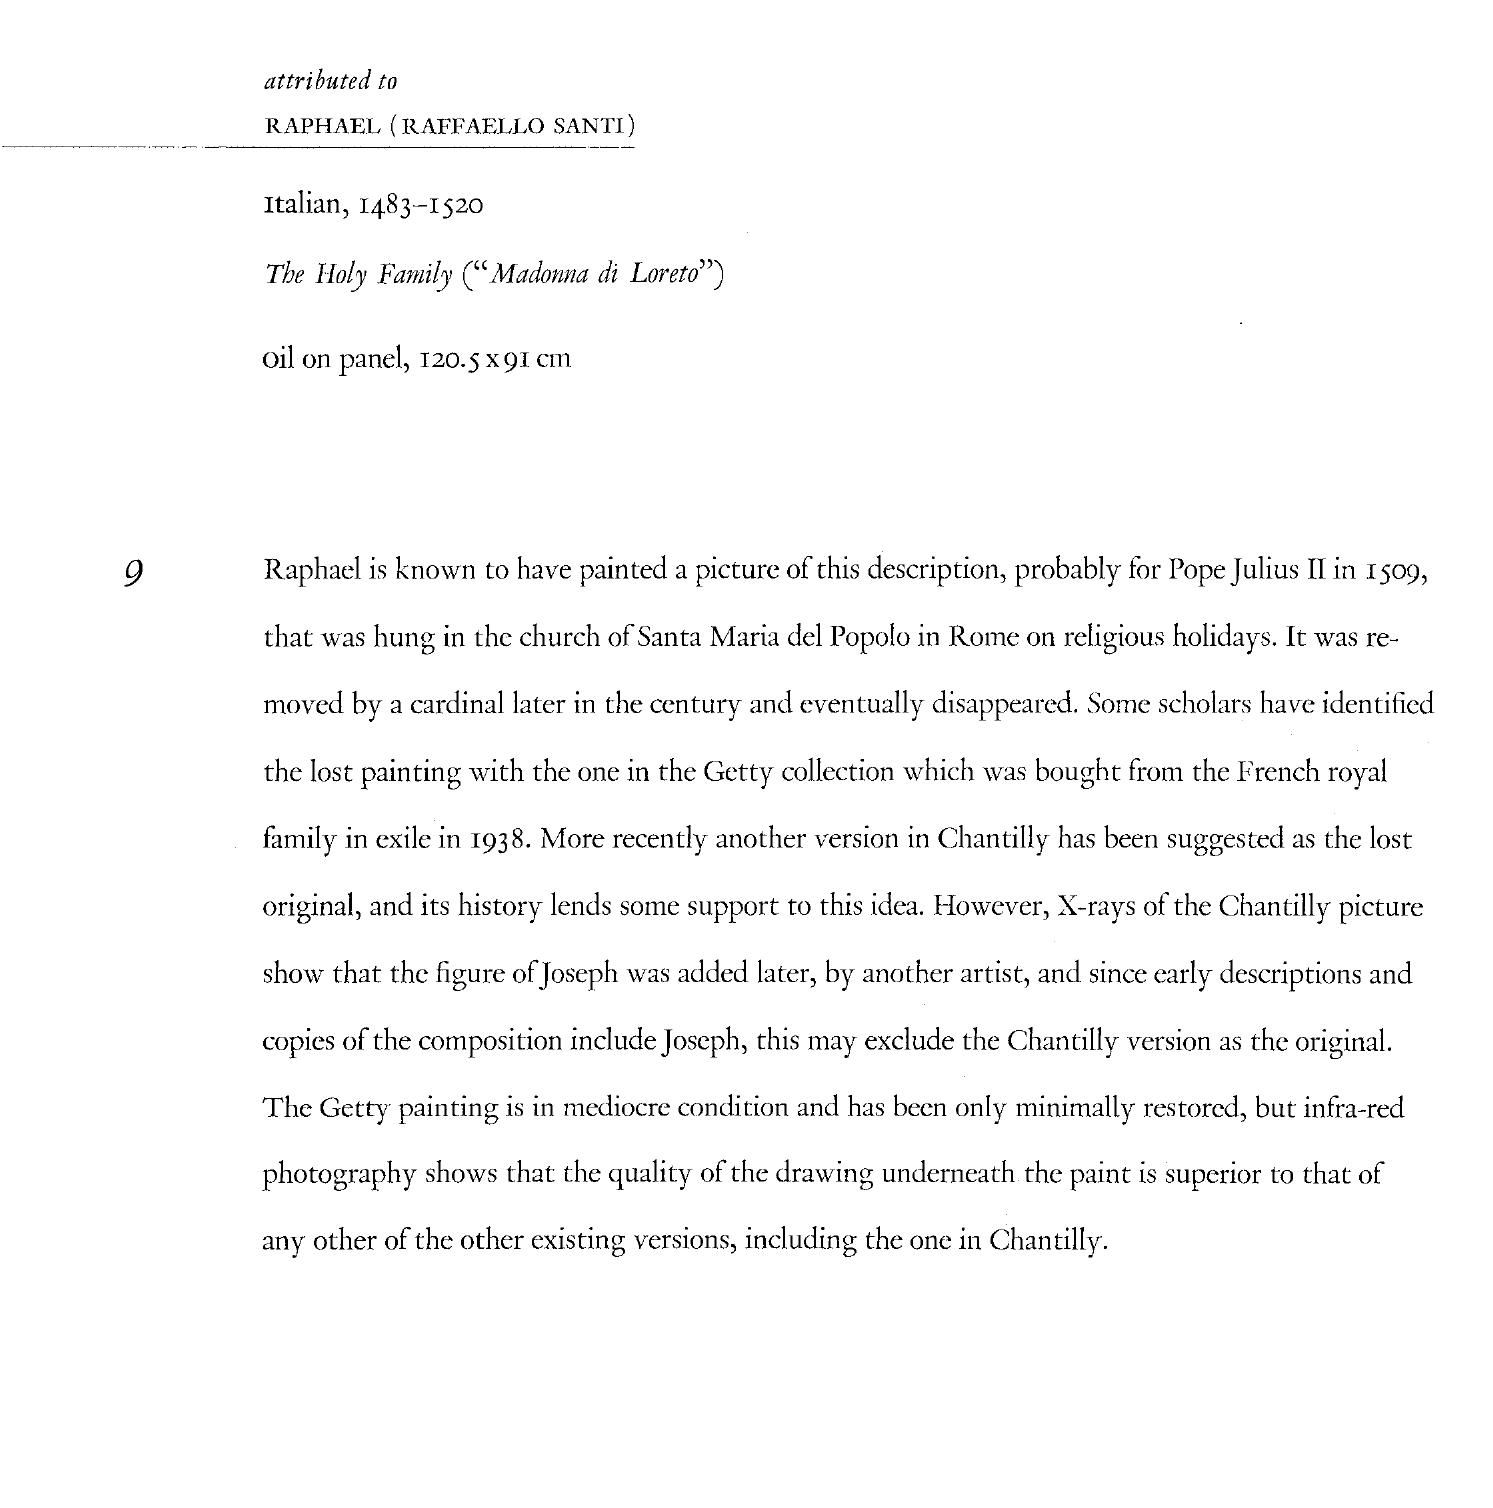 attributed to
RAPHAEL (RAFFAELLO SANTI)
Italian, 1483–1520
The Holy Family (“Madonna di Loreto”)
Oil on panel, 120.5 x 91 cm
9
Raphael is known to have painted a picture of this description, probably for Pope Julius II in 1509,
that was hung in the church of Santa Maria del Popolo in Rome on religious holidays. It was re-
moved by a cardinal later in the century and eventually disappeared. Some scholars have identified
the lost painting with the one in the Getty collection which was bought from the French royal
family in exile in 1938. More recently another version in Chantilly has been suggested as the lost
original, and its history lends some support to this idea. However, X-rays of the Chantilly picture
show that the figure of Joseph was added later, by another artist, and since early descriptions and
copies of the composition include Joseph, this may exclude the Chantilly version as the original.
The Getty painting is in mediocre condition and has been only minimally restored, but infra-red
photography shows that the quality of the drawing underneath the paint is superior to that of
any other of the other existing versions, including the one in Chantilly.